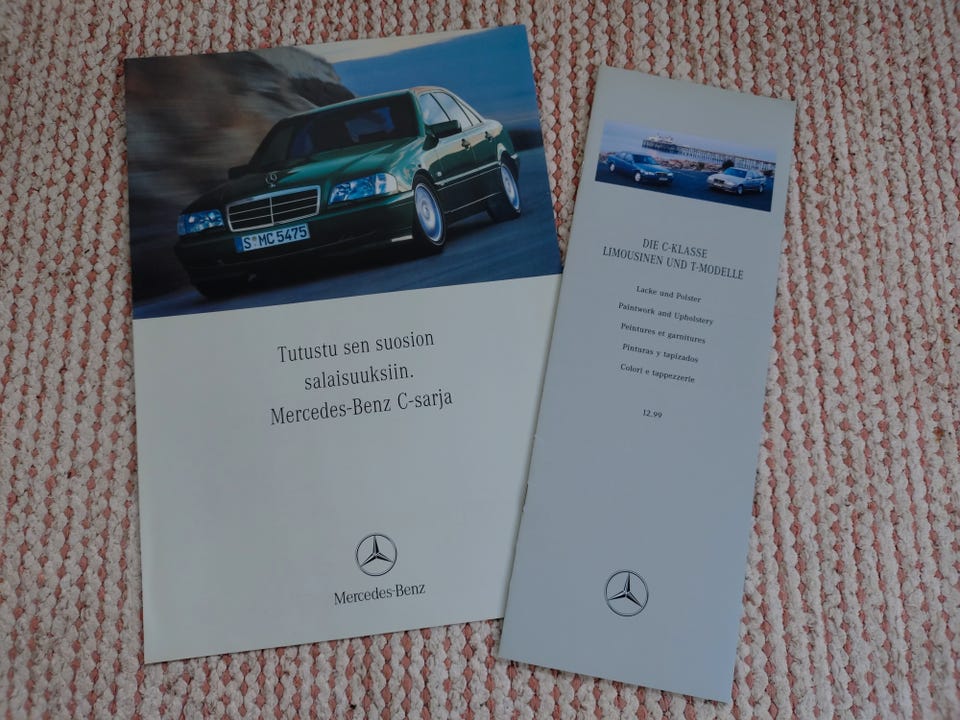 S MC 5475
Tutustu sen suosion
salaisuuksiin.
Mercedes-Benz C-sarja
Mercedes-Benz
DIE C-KLASSE
LIMOUSINEN UND T-MODELLE
Lacke und Polster
Paintwork and Upholstery
Peintures et garnitures
Pinturas y tapizados
Colori e tappezzerie
12.99